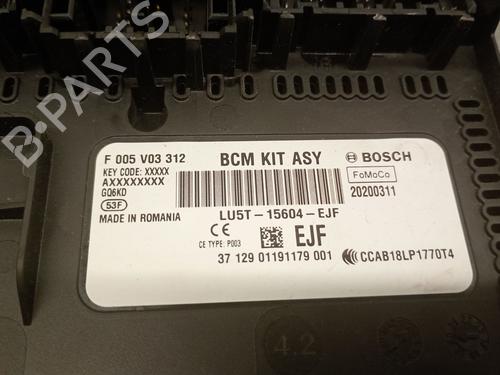 B-PARTS
F 005 V03 312
BCM KIT ASY
BOSCH
KEY CODE: XXXXX
AXXXXXXXX
GQ6KD
53F
FoMoCo
20200311
MADE IN ROMANIA
LU5T-15604-EJF
CE
CE TYPE: P003
EJF
37 129 01191179 001
CCAB18LP1770T4
4.2